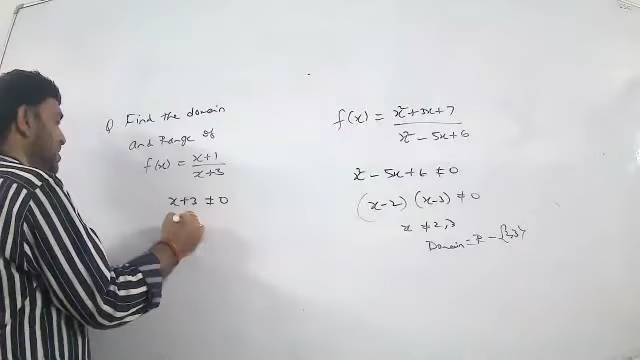 Q. Find the domain
and Range of
f(x) = x+1 / x+3
x+3 ≠ 0
f(x) = x²+3x+7 / x² - 5x+6
x² - 5x+6 ≠ 0
(x-2) (x-3) ≠ 0
x ≠ 2,3
Domain = R - {2,3}